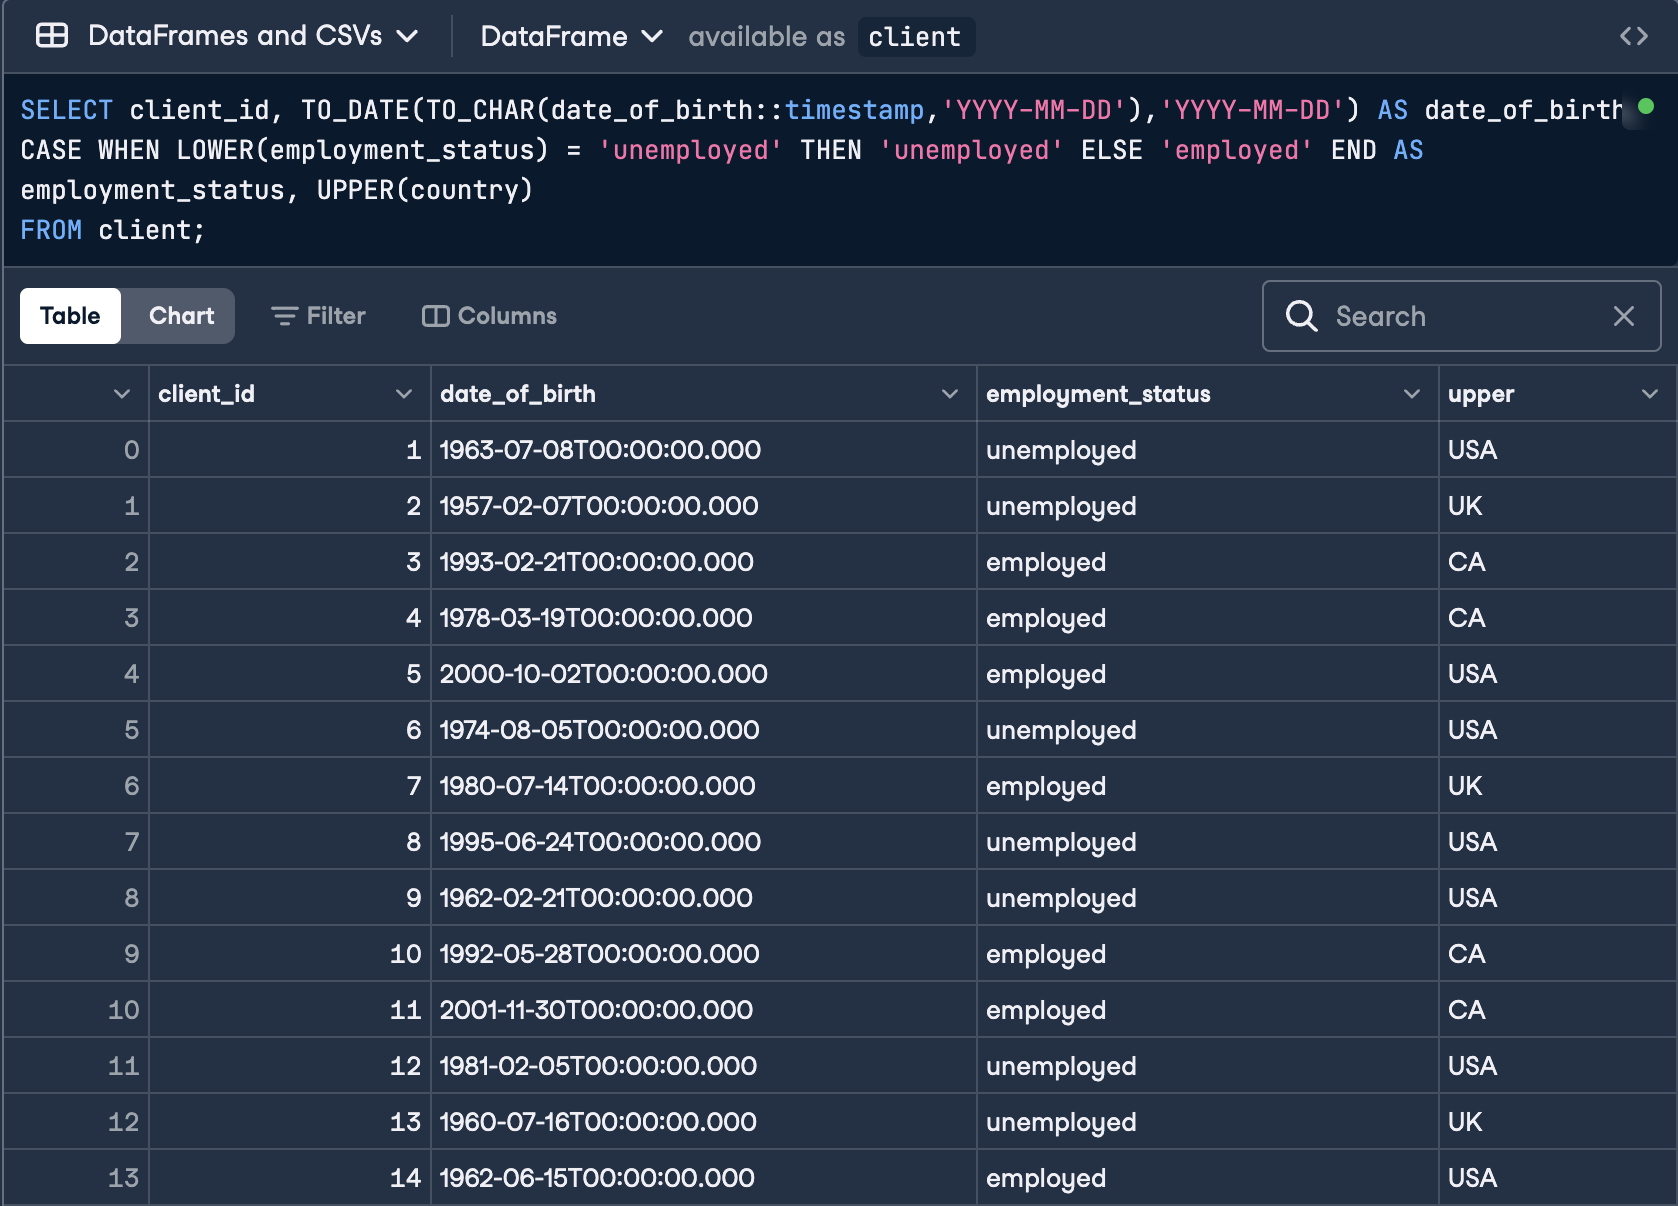 DataFrames and CSVs DataFrame available as client
SELECT client_id, TO_DATE(TO_CHAR(date_of_birth::timestamp,'YYYY-MM-DD'),'YYYY-MM-DD') AS date_of_birth
CASE WHEN LOWER(employment_status) = 'unemployed' THEN 'unemployed' ELSE 'employed' END AS
employment_status, UPPER(country)
FROM client;
Table Chart Filter Columns Search
client_id date_of_birth employment_status upper
0 1 1963-07-08T00:00:00.000 unemployed USA
1 2 1957-02-07T00:00:00.000 unemployed UK
2 3 1993-02-21T00:00:00.000 employed CA
3 4 1978-03-19T00:00:00.000 employed CA
4 5 2000-10-02T00:00:00.000 employed USA
5 6 1974-08-05T00:00:00.000 unemployed USA
6 7 1980-07-14T00:00:00.000 employed UK
7 8 1995-06-24T00:00:00.000 unemployed USA
8 9 1962-02-21T00:00:00.000 unemployed USA
9 10 1992-05-28T00:00:00.000 employed CA
10 11 2001-11-30T00:00:00.000 employed CA
11 12 1981-02-05T00:00:00.000 unemployed USA
12 13 1960-07-16T00:00:00.000 unemployed UK
13 14 1962-06-15T00:00:00.000 employed USA